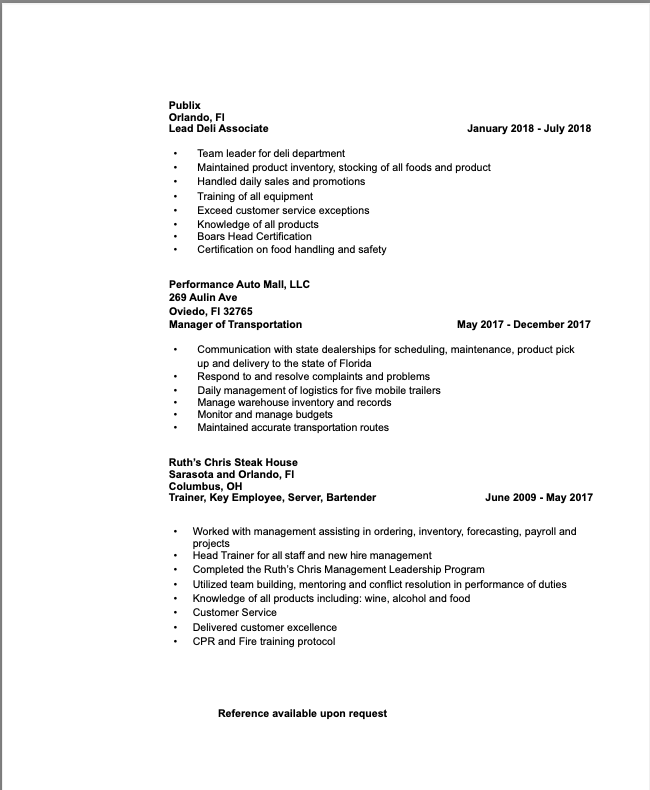 Publix
Orlando, Fl
Lead Deli Associate January 2018 - July 2018
• Team leader for deli department
• Maintained product inventory, stocking of all foods and product
• Handled daily sales and promotions
• Training of all equipment
• Exceed customer service exceptions
• Knowledge of all products
• Boars Head Certification
• Certification on food handling and safety
Performance Auto Mall, LLC
269 Aulin Ave
Oviedo, Fl 32765
Manager of Transportation May 2017 - December 2017
• Communication with state dealerships for scheduling, maintenance, product pick
up and delivery to the state of Florida
• Respond to and resolve complaints and problems
• Daily management of logistics for five mobile trailers
• Manage warehouse inventory and records
• Monitor and manage budgets
• Maintained accurate transportation routes
Ruth's Chris Steak House
Sarasota and Orlando, Fl
Columbus, OH
Trainer, Key Employee, Server, Bartender June 2009 - May 2017
• Worked with management assisting in ordering, inventory, forecasting, payroll and
projects
• Head Trainer for all staff and new hire management
• Completed the Ruth's Chris Management Leadership Program
• Utilized team building, mentoring and conflict resolution in performance of duties
• Knowledge of all products including: wine, alcohol and food
• Customer Service
• Delivered customer excellence
• CPR and Fire training protocol
Reference available upon request